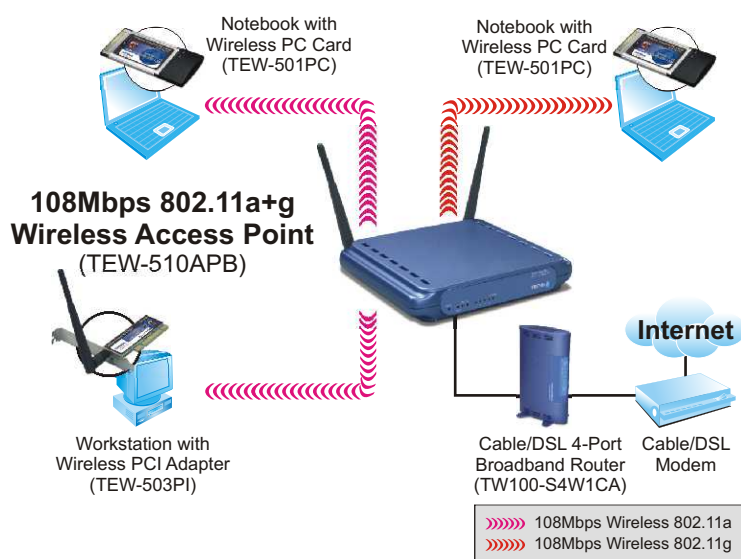 Notebook with
Wireless PC Card
(TEW-501PC)
Notebook with
Wireless PC Card
(TEW-501PC)
108Mbps 802.11a+g
Wireless Access Point
(TEW-510APB)
Internet
Workstation with
Wireless PCI Adapter
(TEW-503PI)
Cable/DSL 4-Port
Broadband Router
(TW100-S4W1CA)
Cable/DSL
Modem
108Mbps Wireless 802.11a
108Mbps Wireless 802.11g